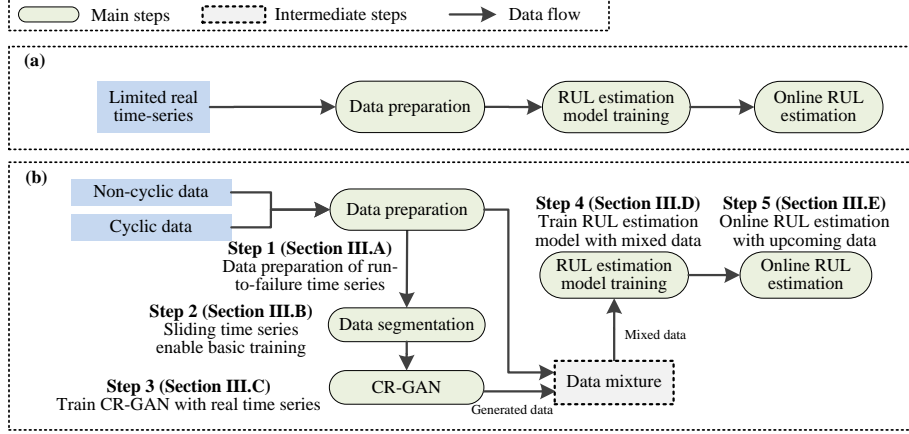 Main steps
Intermediate steps
Data flow
(a)
Limited real
time-series
Data preparation
RUL estimation
model training
Online RUL
estimation
(b)
Non-cyclic data
Cyclic data
Data preparation
Step 1 (Section III.A)
Data preparation of run-
to-failure time series
Step 2 (Section III.B)
Sliding time series
enable basic training
Data segmentation
Step 3 (Section III.C)
Train CR-GAN with real time series
CR-GAN
Generated data
Data mixture
Mixed data
Step 4 (Section III.D)
Train RUL estimation
model with mixed data
RUL estimation
model training
Step 5 (Section III.E)
Online RUL estimation
with upcoming data
Online RUL
estimation